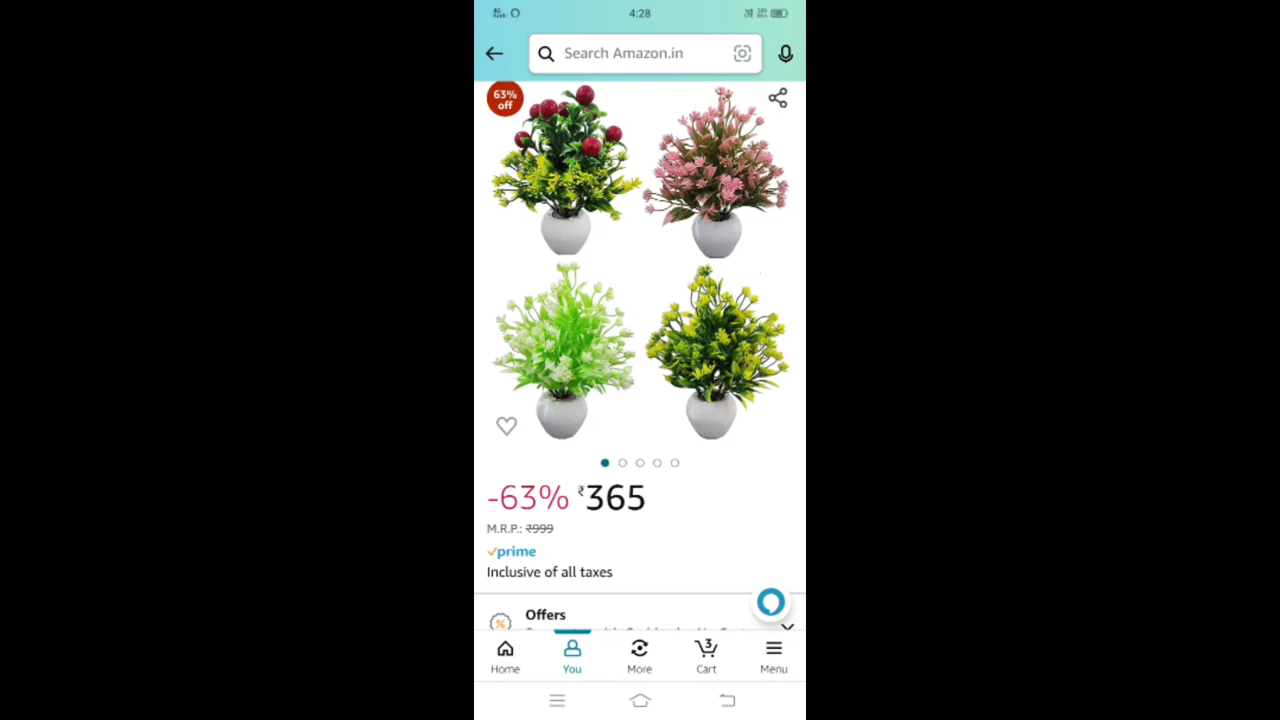 4:28
Search Amazon.in
63%
off
-63% ₹365
M.R.P.: ₹999
prime
Inclusive of all taxes
Offers
3
Home You More Cart Menu